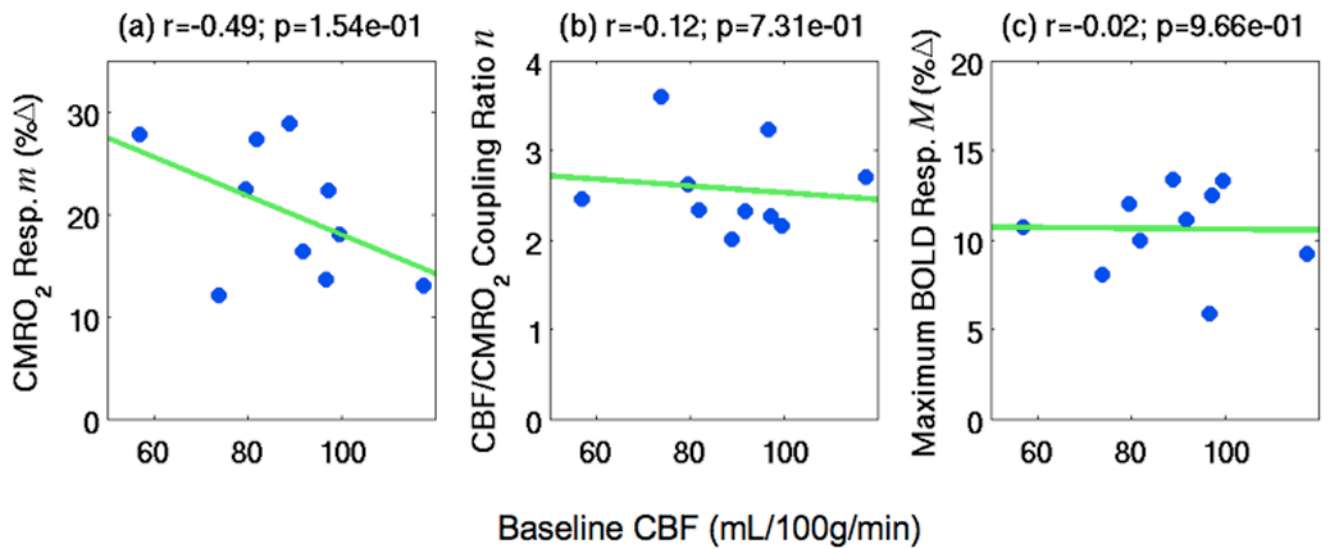 (a) r=-0.49; p=1.54e-01
CMRO₂ Resp. m (%Δ)
30
20
10
0
60 80 100
(b) r=-0.12; p=7.31e-01
CBF/CMRO₂ Coupling Ratio n
4
3
2
1
0
60 80 100
(c) r=-0.02; p=9.66e-01
Maximum BOLD Resp. M (%Δ)
20
15
10
5
0
60 80 100
Baseline CBF (mL/100g/min)